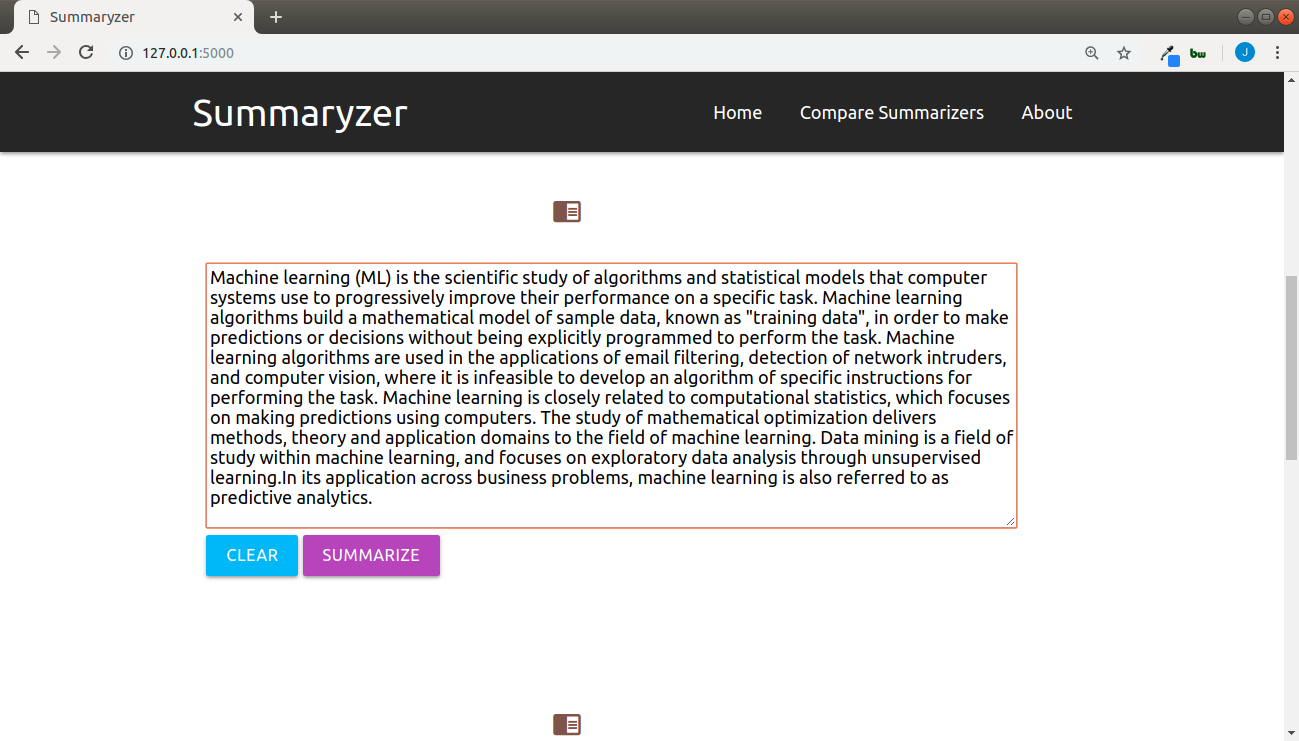 Summaryzer
127.0.0.1:5000
bw
J
Summaryzer
Home
Compare Summarizers
About
Machine learning (ML) is the scientific study of algorithms and statistical models that computer
systems use to progressively improve their performance on a specific task. Machine learning
algorithms build a mathematical model of sample data, known as "training data", in order to make
predictions or decisions without being explicitly programmed to perform the task. Machine
learning algorithms are used in the applications of email filtering, detection of network intruders,
and computer vision, where it is infeasible to develop an algorithm of specific instructions for
performing the task. Machine learning is closely related to computational statistics, which focuses
on making predictions using computers. The study of mathematical optimization delivers
methods, theory and application domains to the field of machine learning. Data mining is a field of
study within machine learning, and focuses on exploratory data analysis through unsupervised
learning.In its application across business problems, machine learning is also referred to as
predictive analytics.
CLEAR
SUMMARIZE